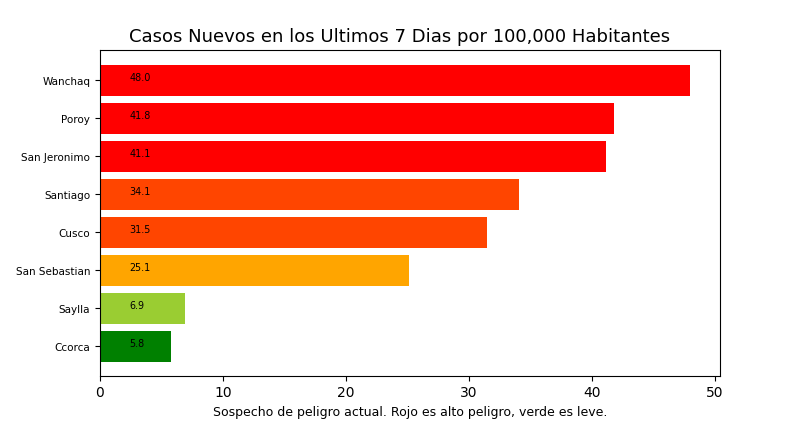 Casos Nuevos en los Ultimos 7 Dias por 100,000 Habitantes
Wanchaq 48.0
Poroy 41.8
San Jeronimo 41.1
Santiago 34.1
Cusco 31.5
San Sebastian 25.1
Saylla 6.9
Ccorca 5.8
0 10 20 30 40 50
Sospecho de peligro actual. Rojo es alto peligro, verde es leve.